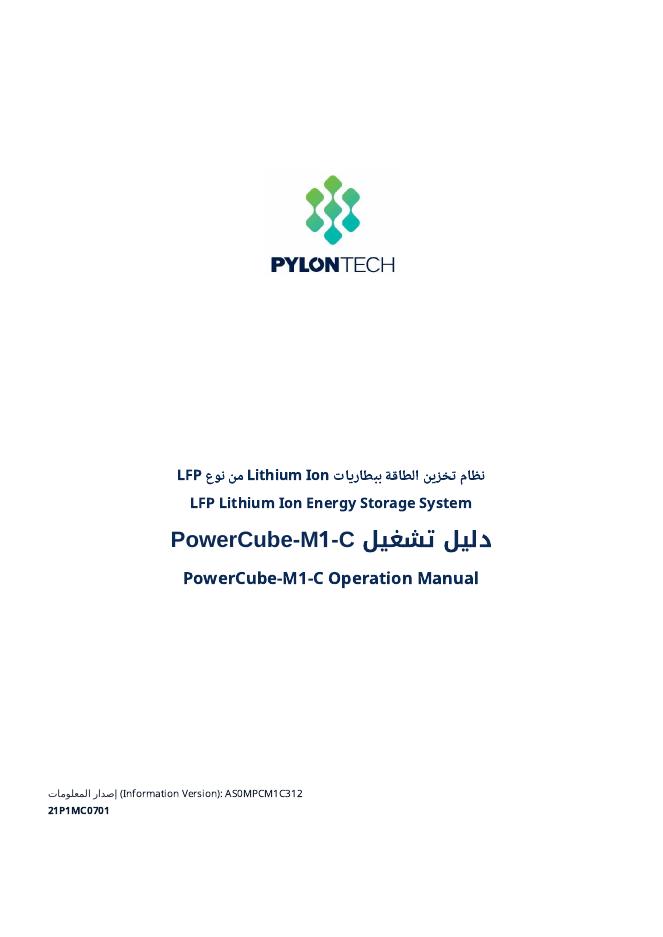 PYLONTECH
نظام تخزين الطاقة ببطاريات Lithium Ion من نوع LFP
LFP Lithium Ion Energy Storage System
دليل تشغيل PowerCube-M1-C
PowerCube-M1-C Operation Manual
إصدار المعلومات (Information Version): AS0MPCM1C312
21P1MC0701